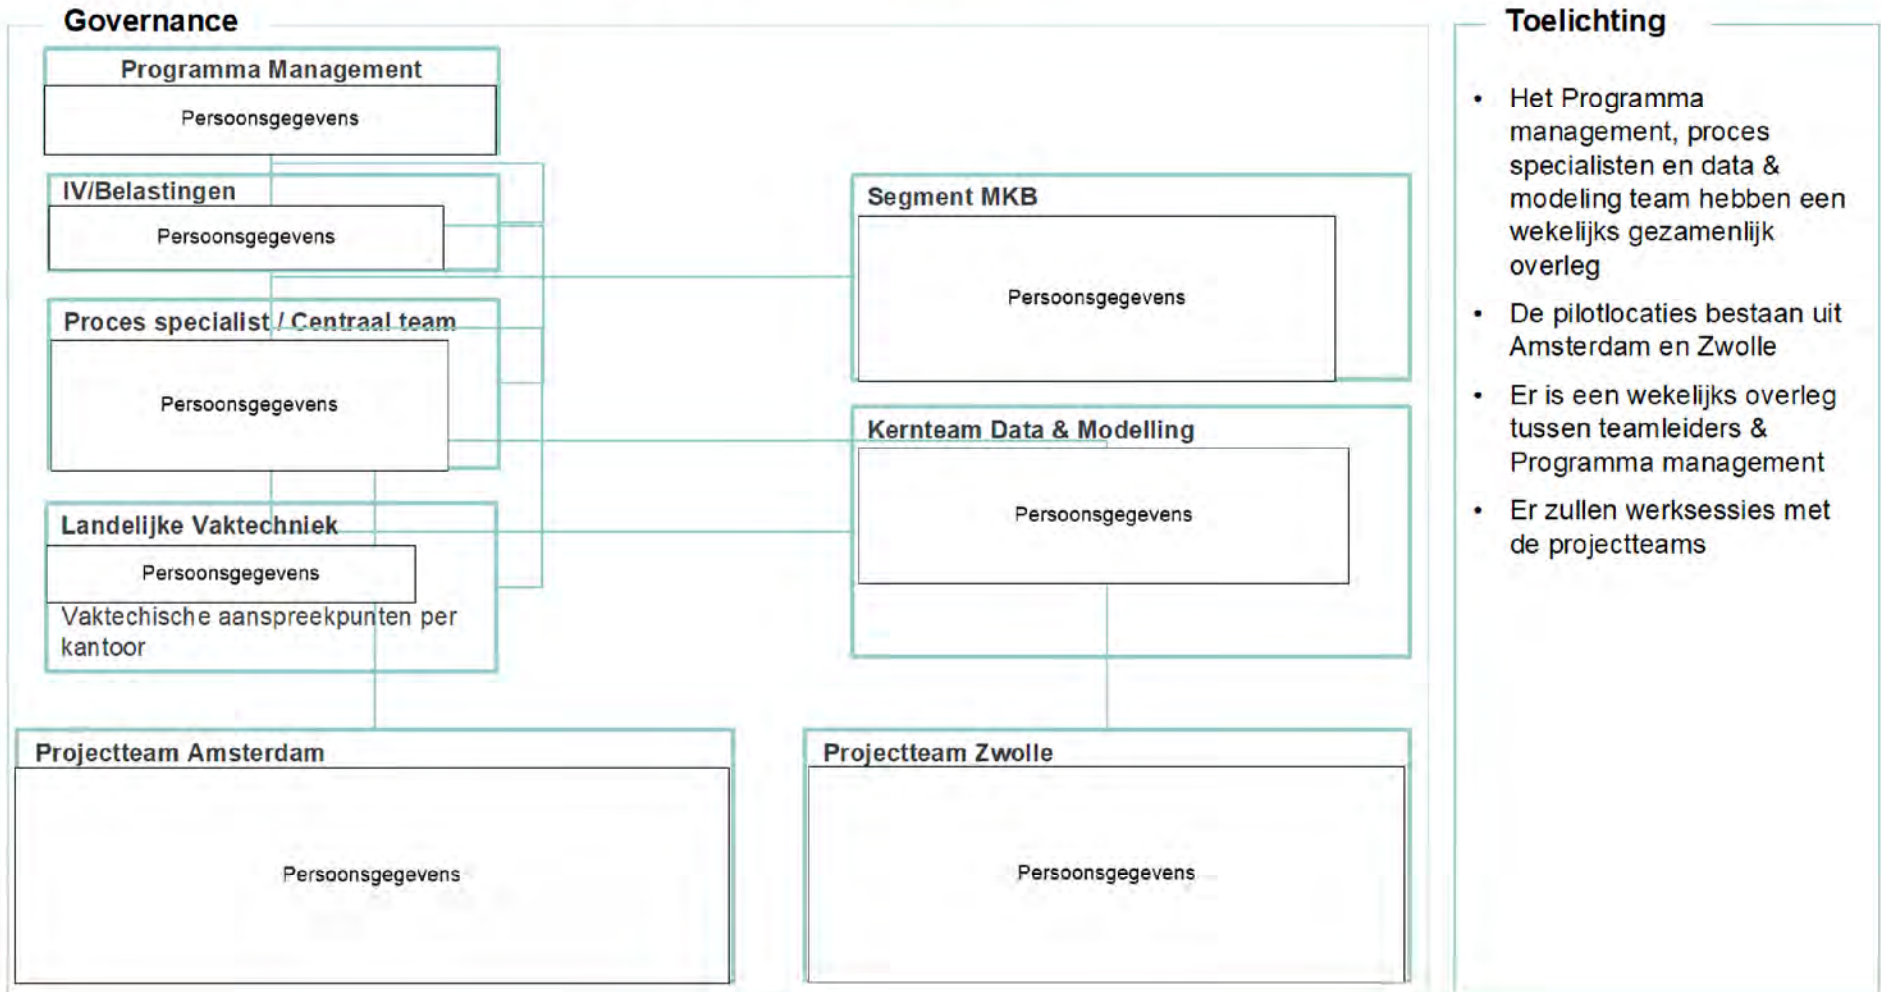 Governance
Programma Management
Persoonsgegevens
IV/Belastingen
Persoonsgegevens
Proces specialist / Centraal team
Persoonsgegevens
Landelijke Vaktechniek
Persoonsgegevens
Vaktechische aanspreekpunten per
kantoor
Segment MKB
Persoonsgegevens
Kernteam Data & Modelling
Persoonsgegevens
Projectteam Amsterdam
Persoonsgegevens
Projectteam Zwolle
Persoonsgegevens
Toelichting
• Het Programma
management, proces
specialisten en data &
modeling team hebben een
wekelijks gezamenlijk
overleg
• De pilotlocaties bestaan uit
Amsterdam en Zwolle
• Er is een wekelijks overleg
tussen teamleiders &
Programma management
• Er zullen werksessies met
de projectteams